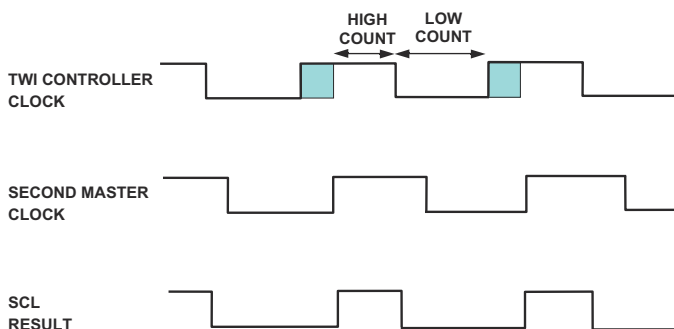 HIGH
COUNT
LOW
COUNT
TWI CONTROLLER
CLOCK
SECOND MASTER
CLOCK
SCL
RESULT